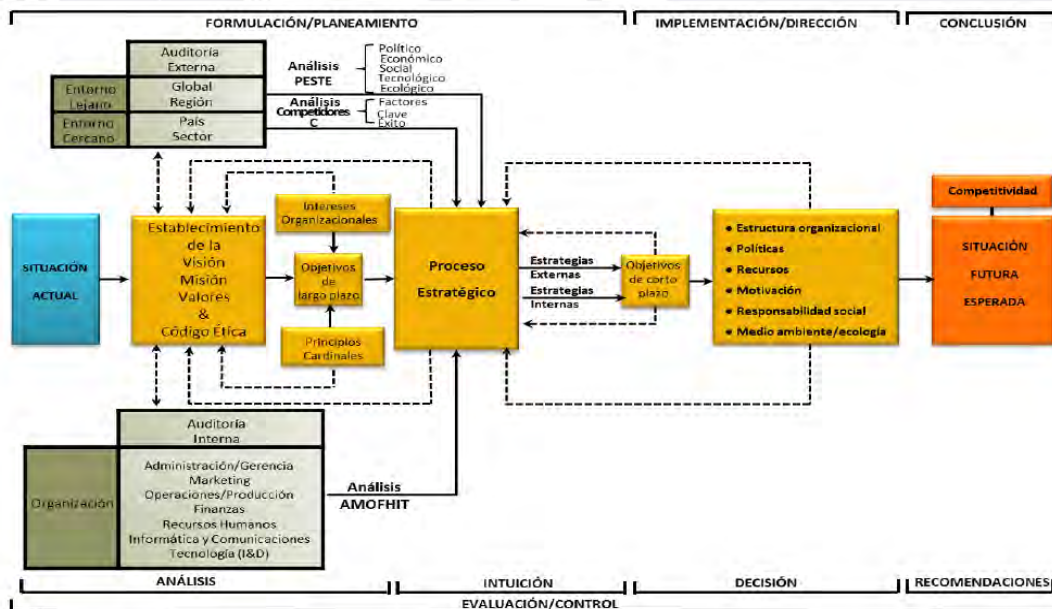 FORMULACIÓN/PLANEAMIENTO
IMPLEMENTACIÓN/DIRECCIÓN
CONCLUSIÓN
Auditoría
Externa
Entorno
Lejano
Global
Región
Entorno
Cercano
País
Sector
Análisis
PESTE
Político
Económico
Social
Tecnológico
Ecológico
Análisis
Competidores
C
Factores
Clave
Éxito
SITUACIÓN
ACTUAL
Establecimiento
de la
Visión
Misión
Valores
&
Código Ética
Intereses
Organizacionales
Objetivos
de
largo plazo
Principios
Cardinales
Proceso
Estratégico
Estrategias
Externas
Estrategias
Internas
Objetivos
de corto
plazo
• Estructura organizacional
• Políticas
• Recursos
• Motivación
• Responsabilidad social
• Medio ambiente/ecología
Competitividad
SITUACIÓN
FUTURA
ESPERADA
Auditoría
Interna
Organización
Administración/Gerencia
Marketing
Operaciones/Producción
Finanzas
Recursos Humanos
Informática y Comunicaciones
Tecnología (I&D)
Análisis
AMOFHIT
ANÁLISIS
INTUICIÓN
DECISIÓN
RECOMENDACIONES
EVALUACIÓN/CONTROL